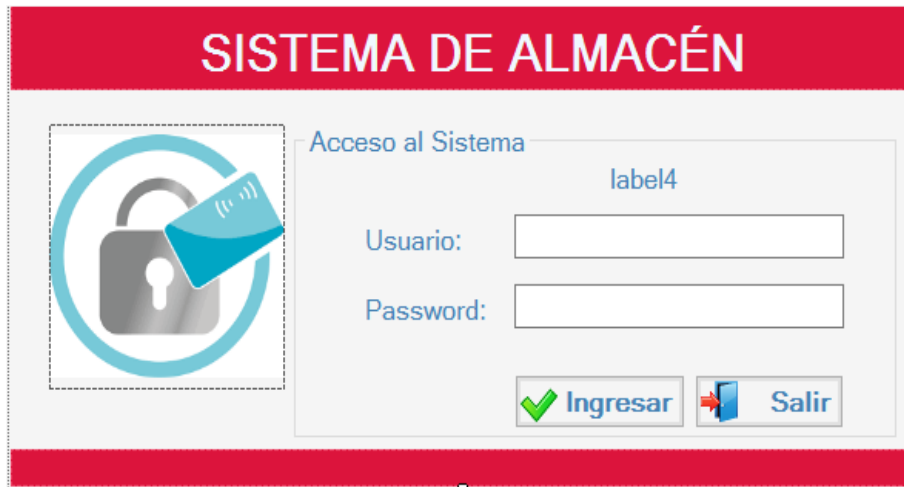 SISTEMA DE ALMACÉN
Acceso al Sistema
label4
Usuario:
Password:
Ingresar Salir